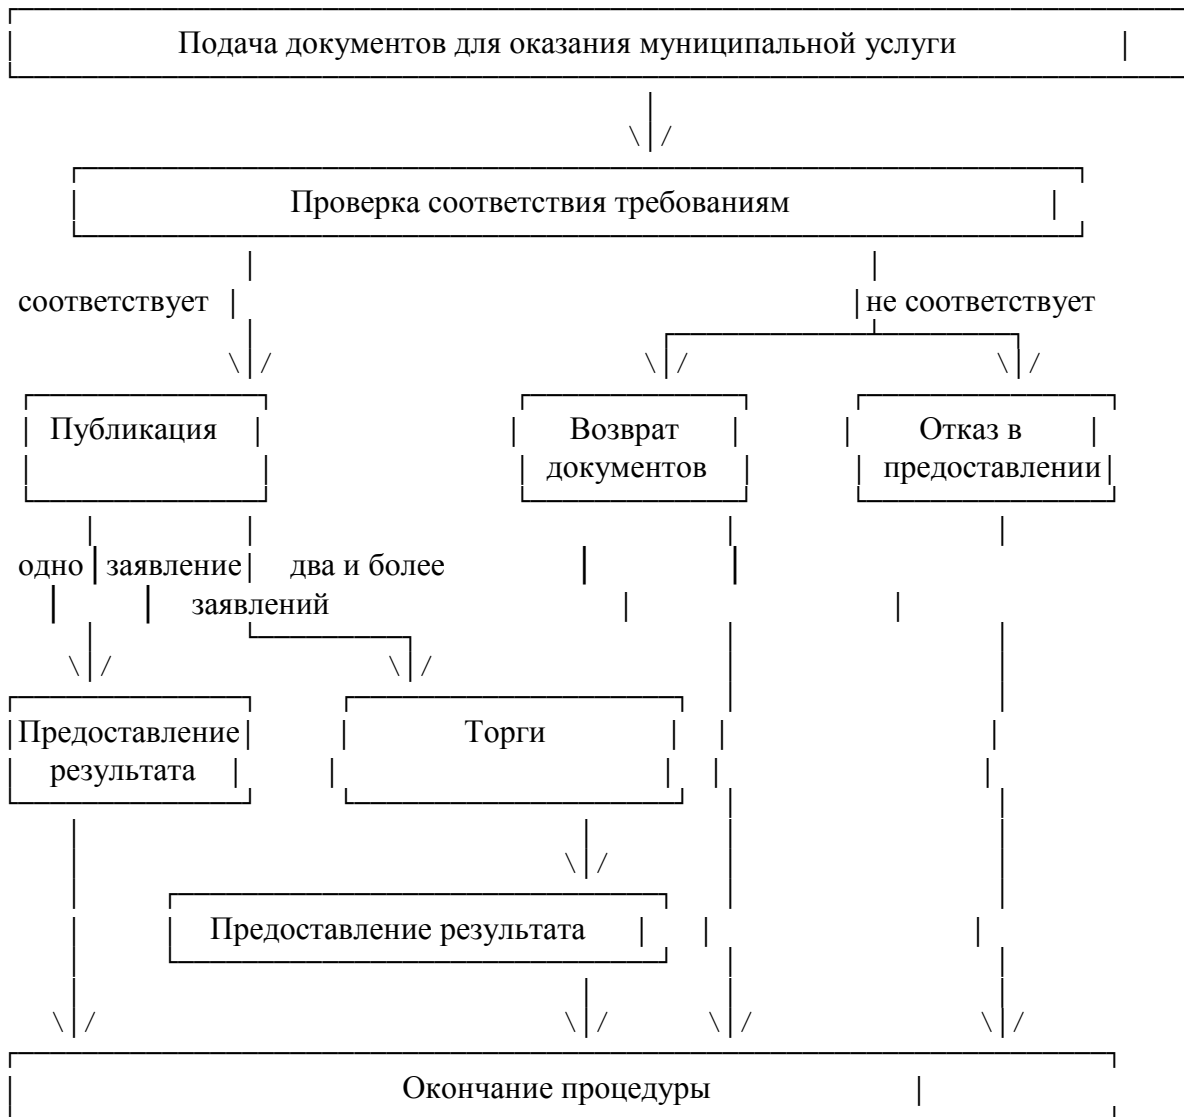 Подача документов для оказания муниципальной услуги
Проверка соответствия требованиям
соответствует не соответствует
Публикация Возврат Отказ в
документов предоставлении
одно заявление два и более
заявлений
Предоставление Торги
результата
Предоставление результата
Окончание процедуры